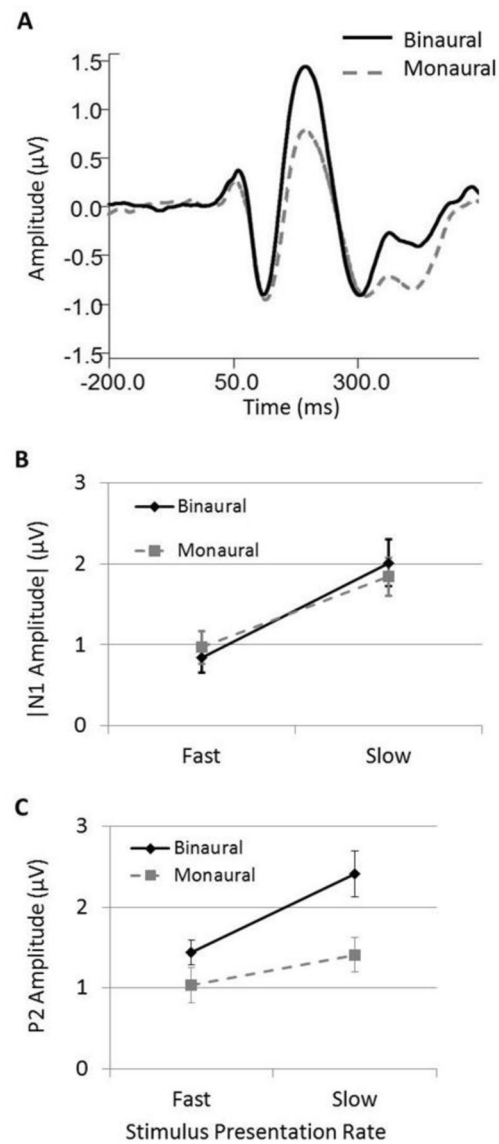 A
Binaural
Monaural
1.5
1.0
0.5
0.0
-0.5
-1.0
-1.5
Amplitude (µV)
-200.0 50.0 300.0
Time (ms)
B
3
2
1
0
|N1 Amplitude| (µV)
Binaural
Monaural
Fast Slow
C
3
2
1
0
P2 Amplitude (µV)
Binaural
Monaural
Fast Slow
Stimulus Presentation Rate